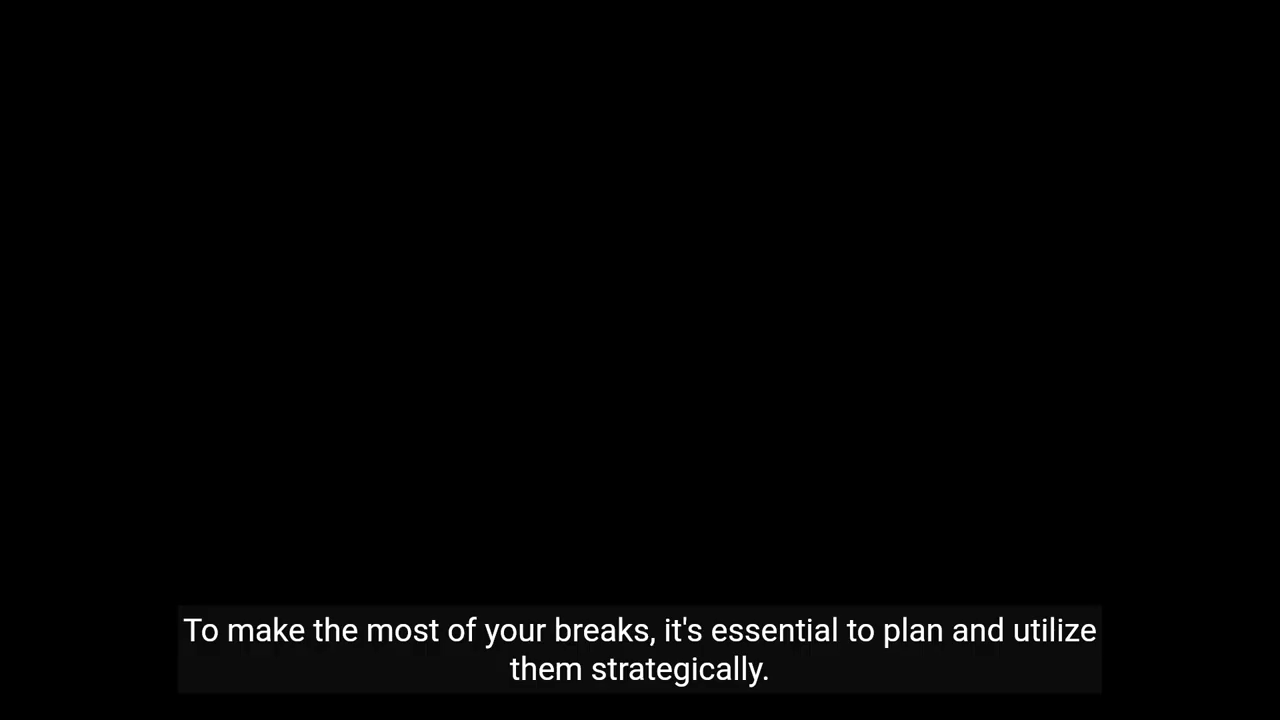 To make the most of your breaks, it's essential to plan and utilize
them strategically.